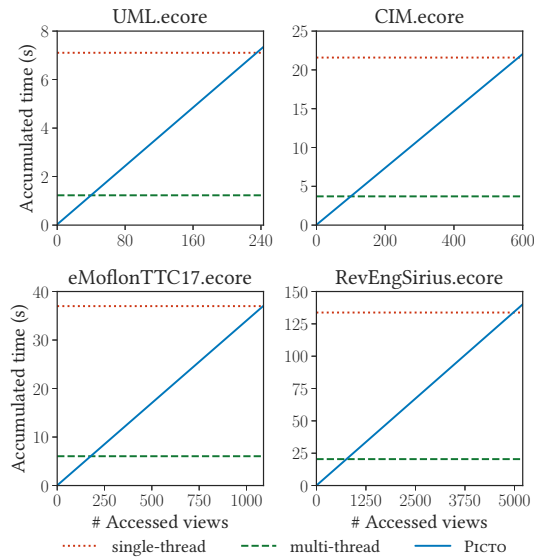 UML.ecore
CIM.ecore
Accumulated time (s)
8
6
4
2
0
0 80 160 240
25
20
15
10
5
0
0 200 400 600
eMoflonTTC17.ecore
RevEngSirius.ecore
Accumulated time (s)
40
30
20
10
0
0 250 500 750 1000
# Accessed views
150
125
100
75
50
25
0
0 1250 2500 3750 5000
# Accessed views
single-thread multi-thread PICTO